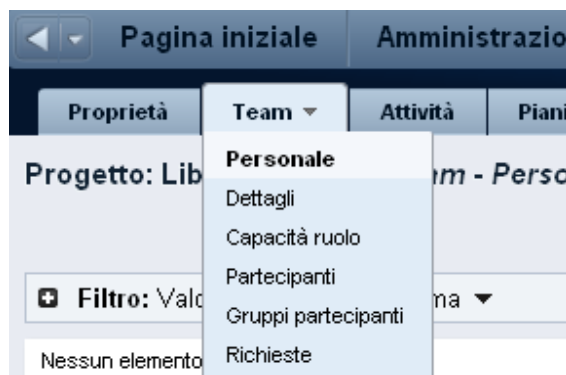 Pagina iniziale Amministrazio
Proprietà Team Attività Piani
Personale
Progetto: Lib m - Perso
Dettagli
Capacità ruolo
Partecipanti
Filtro: Valo ma
Gruppi partecipanti
Nessun elemento
Richieste